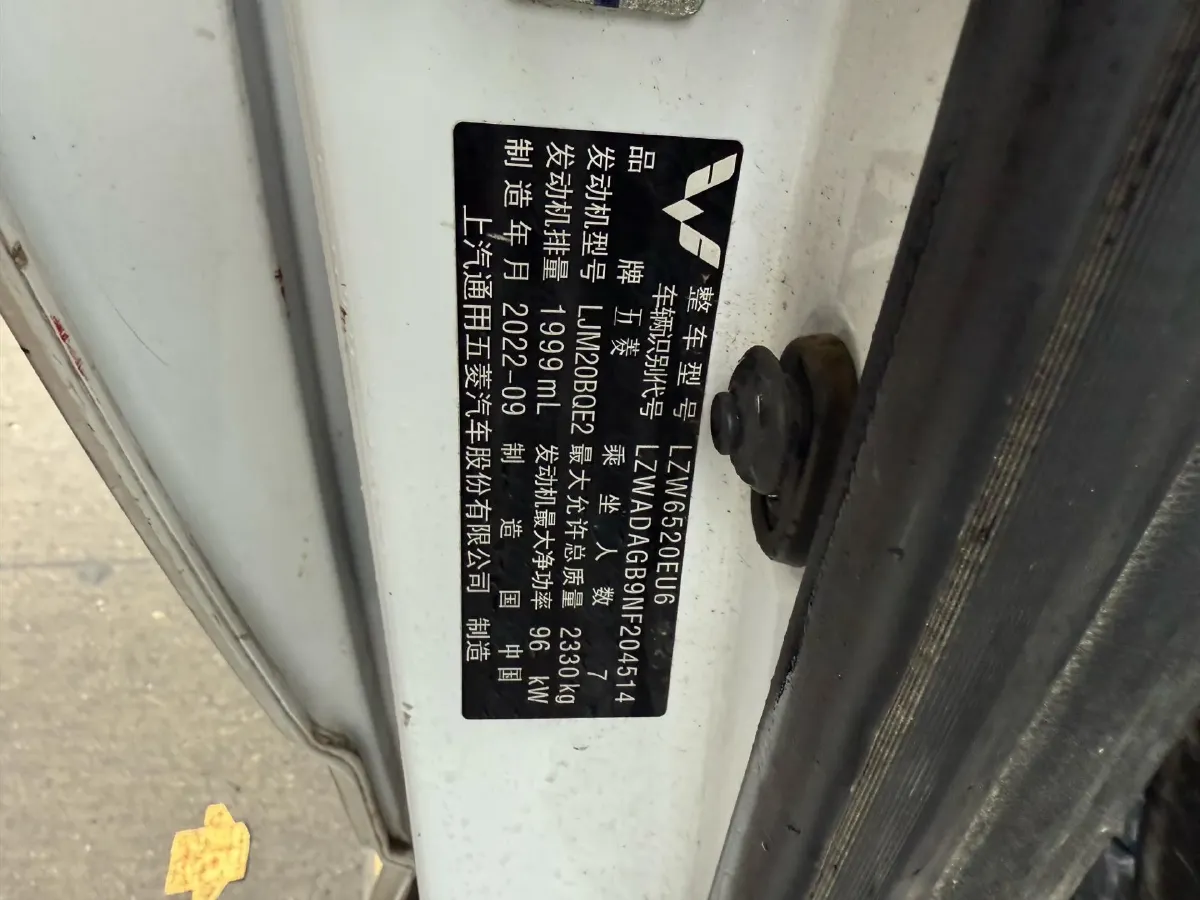 整车型号 LZW6520EU6
车辆识别代号 LZWADAGB9NF204514
品牌 五菱 乘坐人数 7
发动机型号 LJM20BQE2 最大允许总质量 2330kg
发动机排量 1999mL 发动机最大净功率 96 kW
制造年月 2022-09 制造国 中国
上汽通用五菱汽车股份有限公司 制造